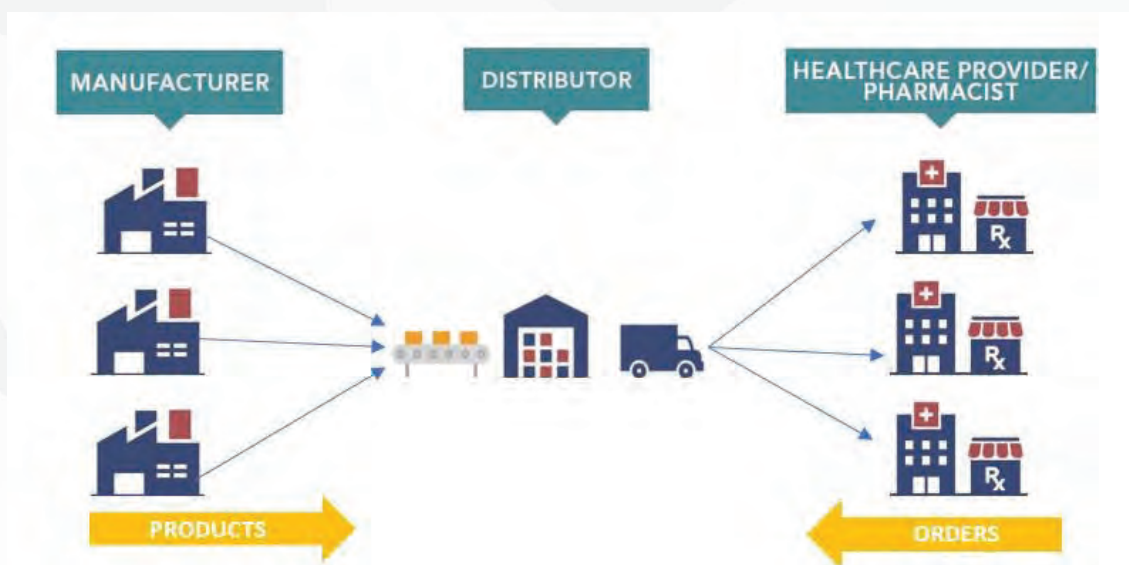 MANUFACTURER
DISTRIBUTOR
HEALTHCARE PROVIDER/
PHARMACIST
Rx
Rx
Rx
PRODUCTS
ORDERS